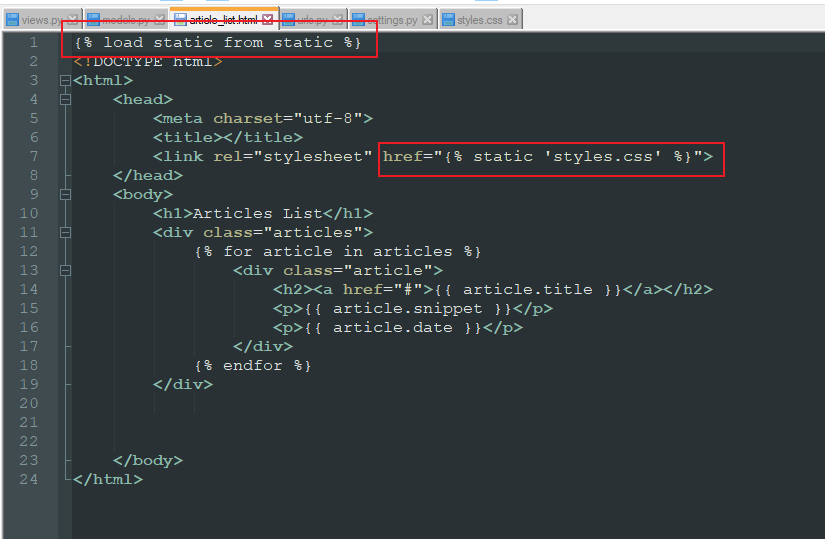 views.py models.py article_list.html urls.py settings.py styles.css
1 {% load static from static %}
2 <!DOCTYPE html>
3 <html>
4 <head>
5 <meta charset="utf-8">
6 <title></title>
7 <link rel="stylesheet" href="{% static 'styles.css' %}">
8 </head>
9 <body>
10 <h1>Articles List</h1>
11 <div class="articles">
12 {% for article in articles %}
13 <div class="article">
14 <h2><a href="#">{{ article.title }}</a></h2>
15 <p>{{ article.snippet }}</p>
16 <p>{{ article.date }}</p>
17 </div>
18 {% endfor %}
19 </div>
20
21
22
23 </body>
24 </html>